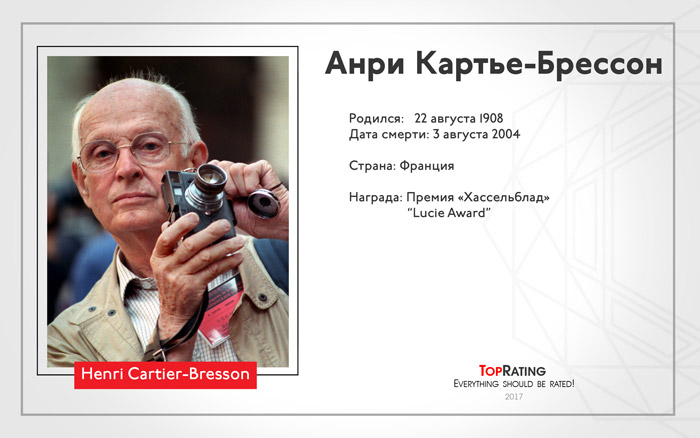 Анри Картье-Брессон
Родился: 22 августа 1908
Дата смерти: 3 августа 2004
Страна: Франция
Награда: Премия «Хассельблад»
“Lucie Award”
Henri Cartier-Bresson
TopRating
Everything should be rated!
2017